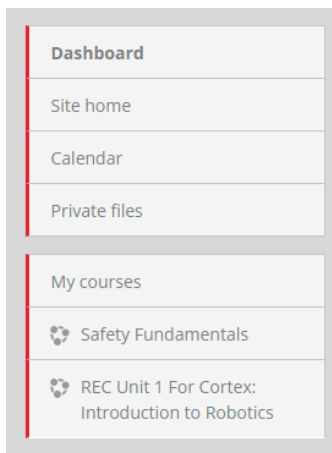 Dashboard
Site home
Calendar
Private files
My courses
Safety Fundamentals
REC Unit 1 For Cortex:
Introduction to Robotics